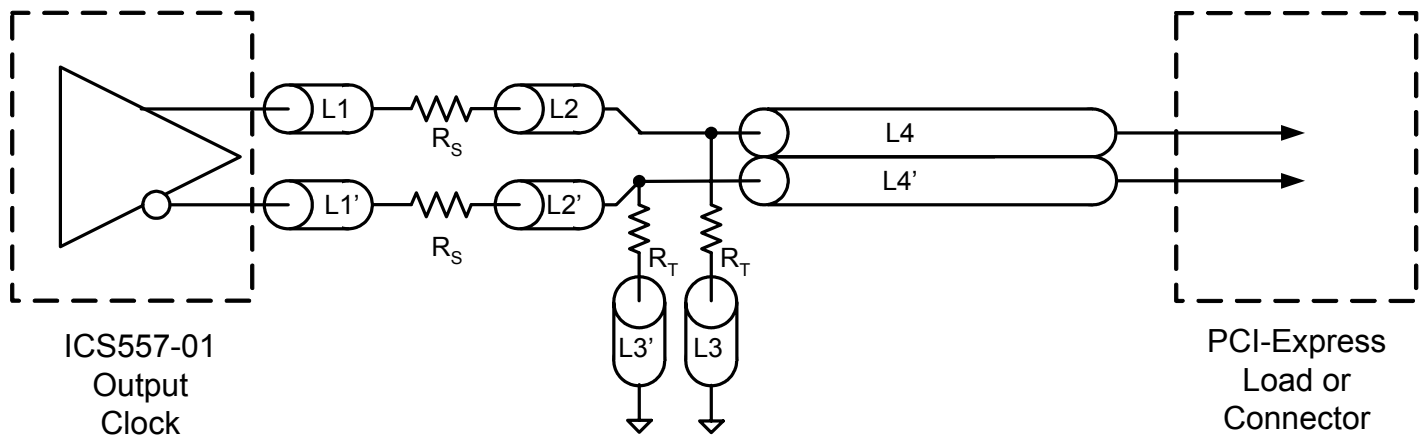 L1
R_S
L2
L4
L1’
R_S
L2’
L4’
R_T
R_T
L3’
L3
ICS557-01
Output
Clock
PCI-Express
Load or
Connector